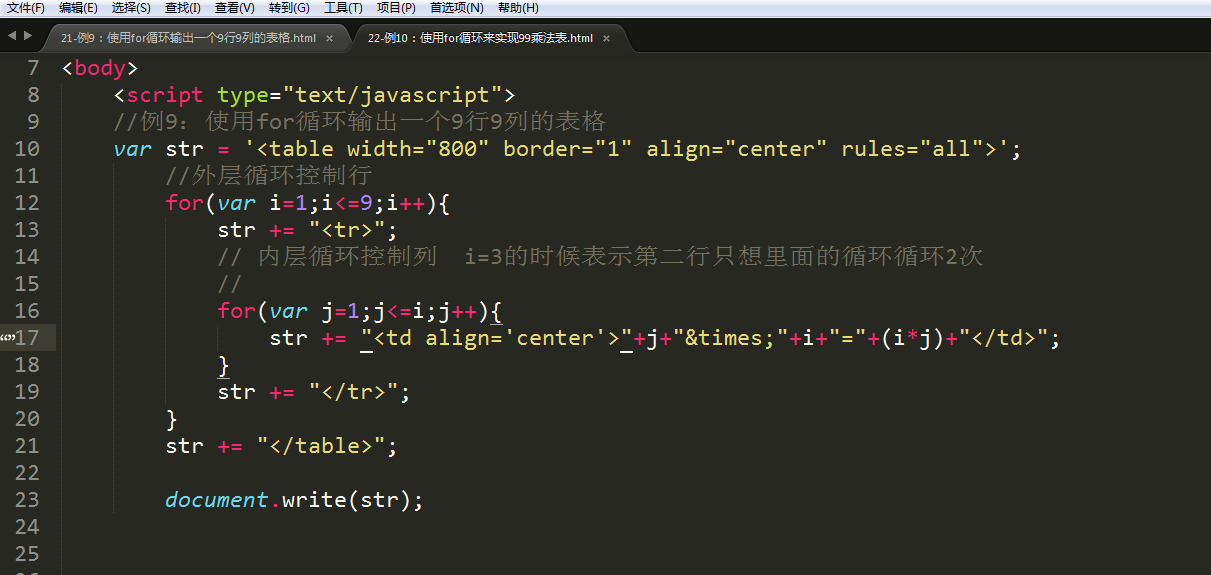 文件(F) 编辑(E) 选择(S) 查找(I) 查看(V) 转到(G) 工具(T) 项目(P) 首选项(N) 帮助(H)
21-例9：使用for循环输出一个9行9列的表格.html × 22-例10：使用for循环来实现99乘法表.html ×
7 <body>
8 <script type="text/javascript">
9 //例9：使用for循环输出一个9行9列的表格
10 var str = '<table width="800" border="1" align="center" rules="all">';
11 //外层循环控制行
12 for(var i=1;i<=9;i++){
13 str += "<tr>";
14 // 内层循环控制列 i=3的时候表示第二行只想里面的循环循环2次
15 //
16 for(var j=1;j<=i;j++){
17 str += "<td align='center'>"+j+"&times;"+i+"="+(i*j)+"</td>";
18 }
19 str += "</tr>";
20 }
21 str += "</table>";
22
23 document.write(str);
24
25